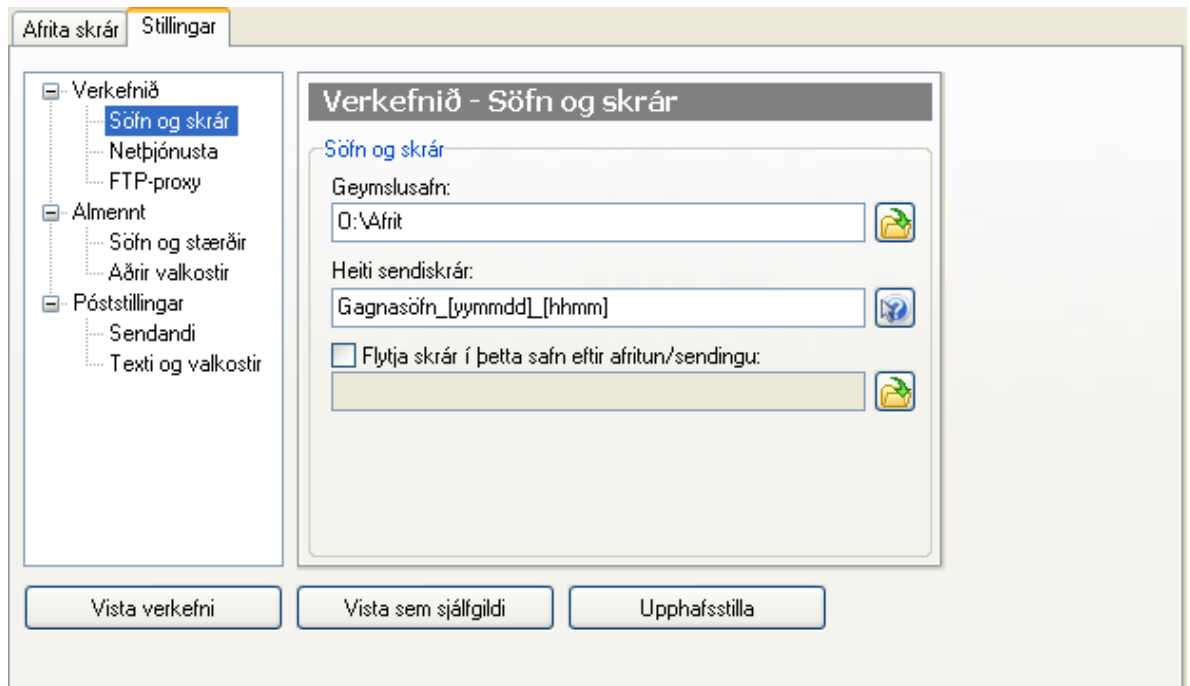 Afrita skrár
Stillingar
Verkefnið
Söfn og skrár
Netþjónusta
FTP-proxy
Almennt
Söfn og stærðir
Aðrir valkostir
Póststillingar
Sendandi
Texti og valkostir
Verkefnið - Söfn og skrár
Söfn og skrár
Geymslusafn:
O:\Afrit
Heiti sendiskrár:
Gagnasöfn_[yymmdd]_[hhmm]
Flytja skrár í þetta safn eftir afritun/sendingu:
Vista verkefni
Vista sem sjálfgildi
Upphafsstilla